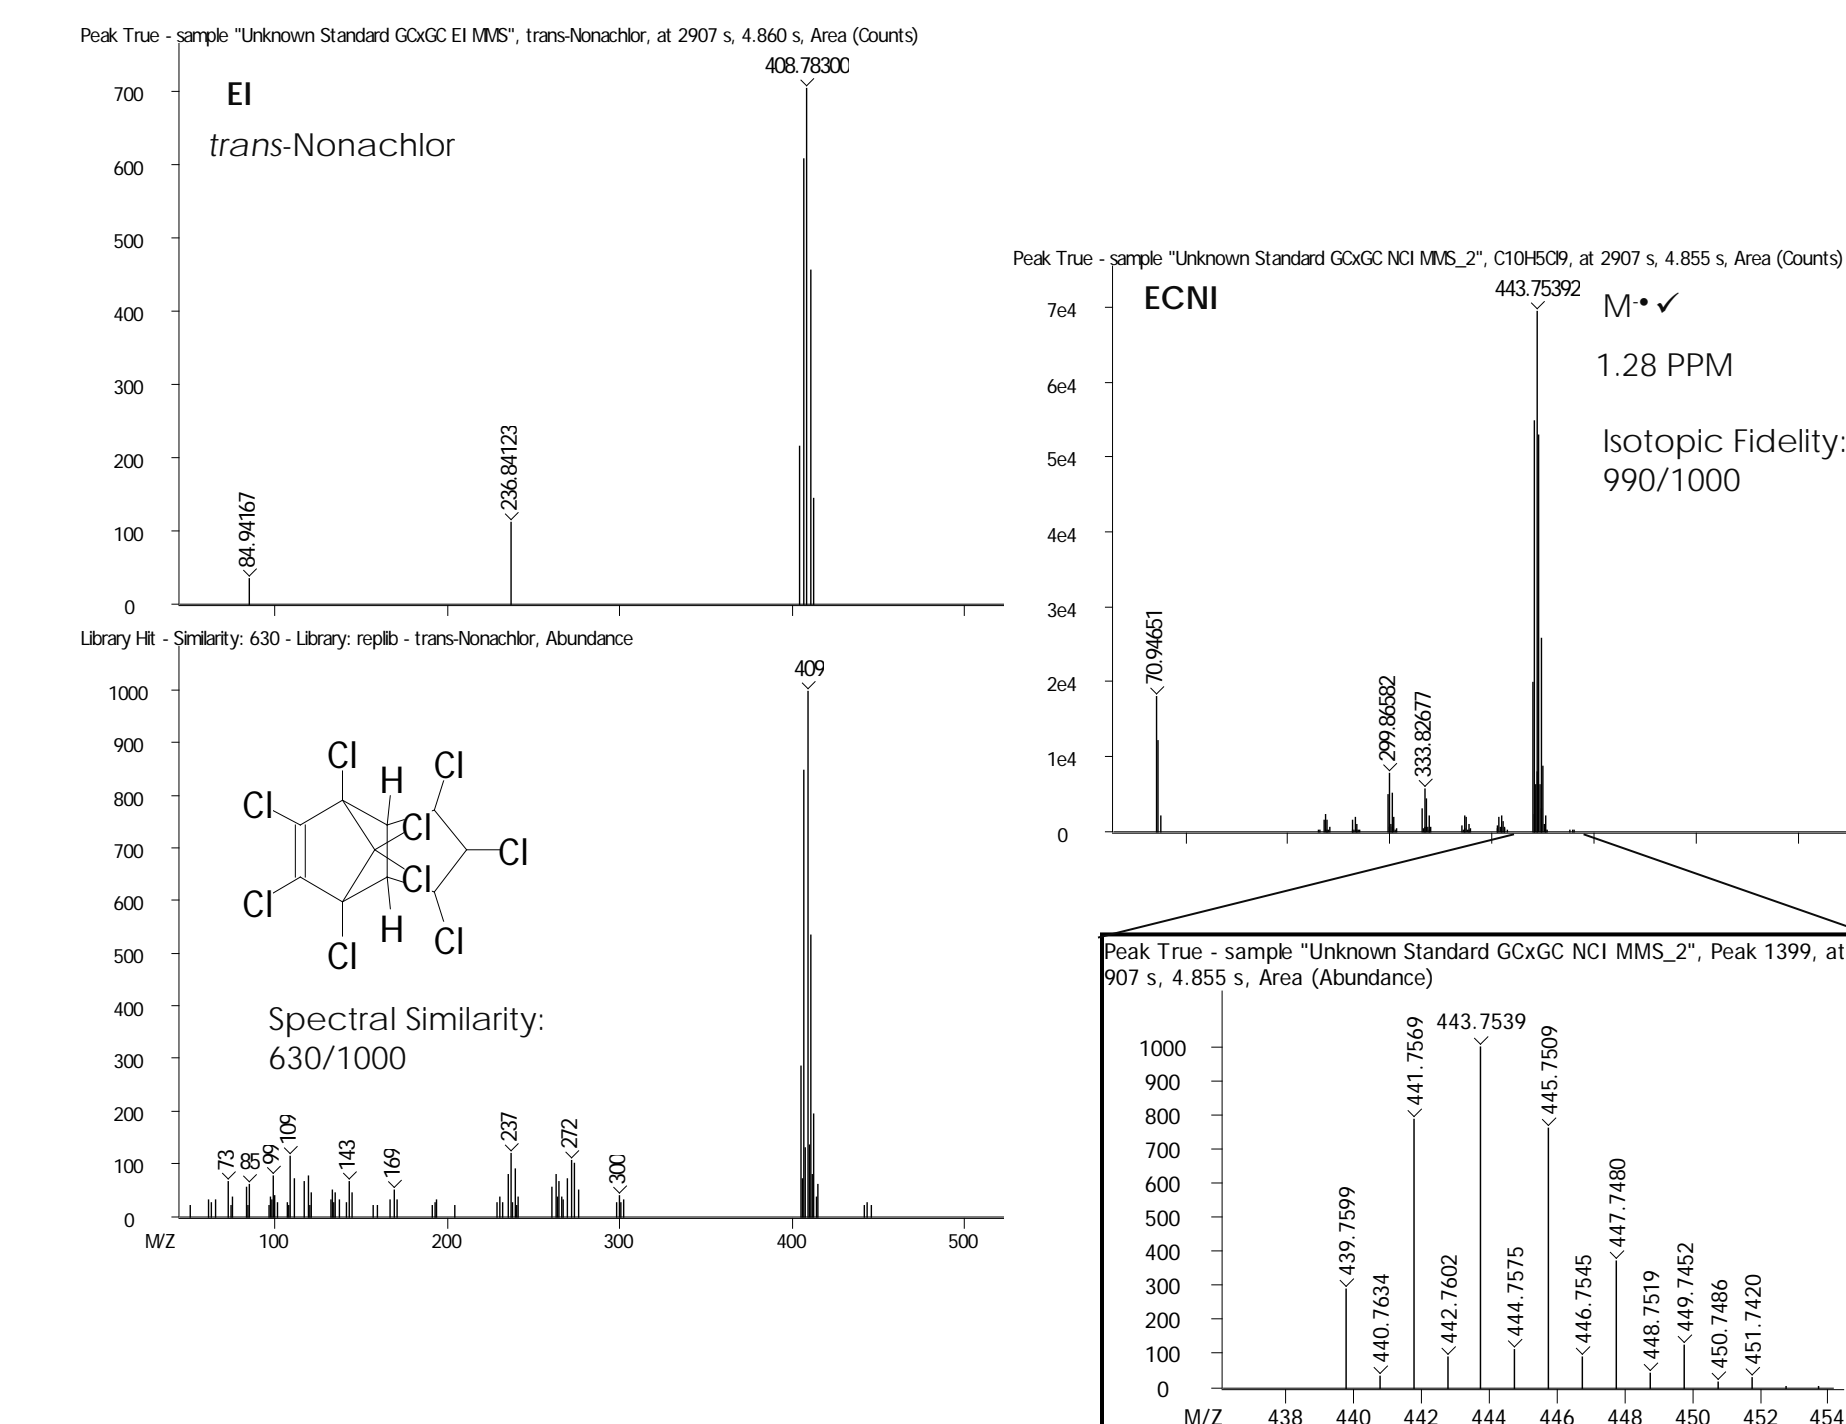 Peak True - sample "Unknown Standard GCxGC EI MMS", trans-Nonachlor, at 2907 s, 4.860 s, Area (Counts)
408.78300
EI
trans-Nonachlor
700
600
500
400
300
200
100
0
84.94167
236.84123
Library Hit - Similarity: 630 - Library: replib - trans-Nonachlor, Abundance
409
1000
900
800
700
600
500
400
300
200
100
0
Cl
H
Cl
Cl
Cl
Cl
Cl
Cl
H
Cl
Cl
Spectral Similarity:
630/1000
73
85
99
109
143
169
237
272
300
M/Z
100
200
300
400
500
Peak True - sample "Unknown Standard GCxGC NCI MMS_2", C10H5Cl9, at 2907 s, 4.855 s, Area (Counts)
ECNI
443.75392
M-• ✓
1.28 PPM
Isotopic Fidelity:
990/1000
7e4
6e4
5e4
4e4
3e4
2e4
1e4
0
70.94651
299.86582
333.82677
Peak True - sample "Unknown Standard GCxGC NCI MMS_2", Peak 1399, at
907 s, 4.855 s, Area (Abundance)
1000
900
800
700
600
500
400
300
200
100
0
439.7599
440.7634
441.7569
442.7602
443.7539
444.7575
445.7509
446.7545
447.7480
448.7519
449.7452
450.7486
451.7420
M/Z
438
440
442
444
446
448
450
452
454